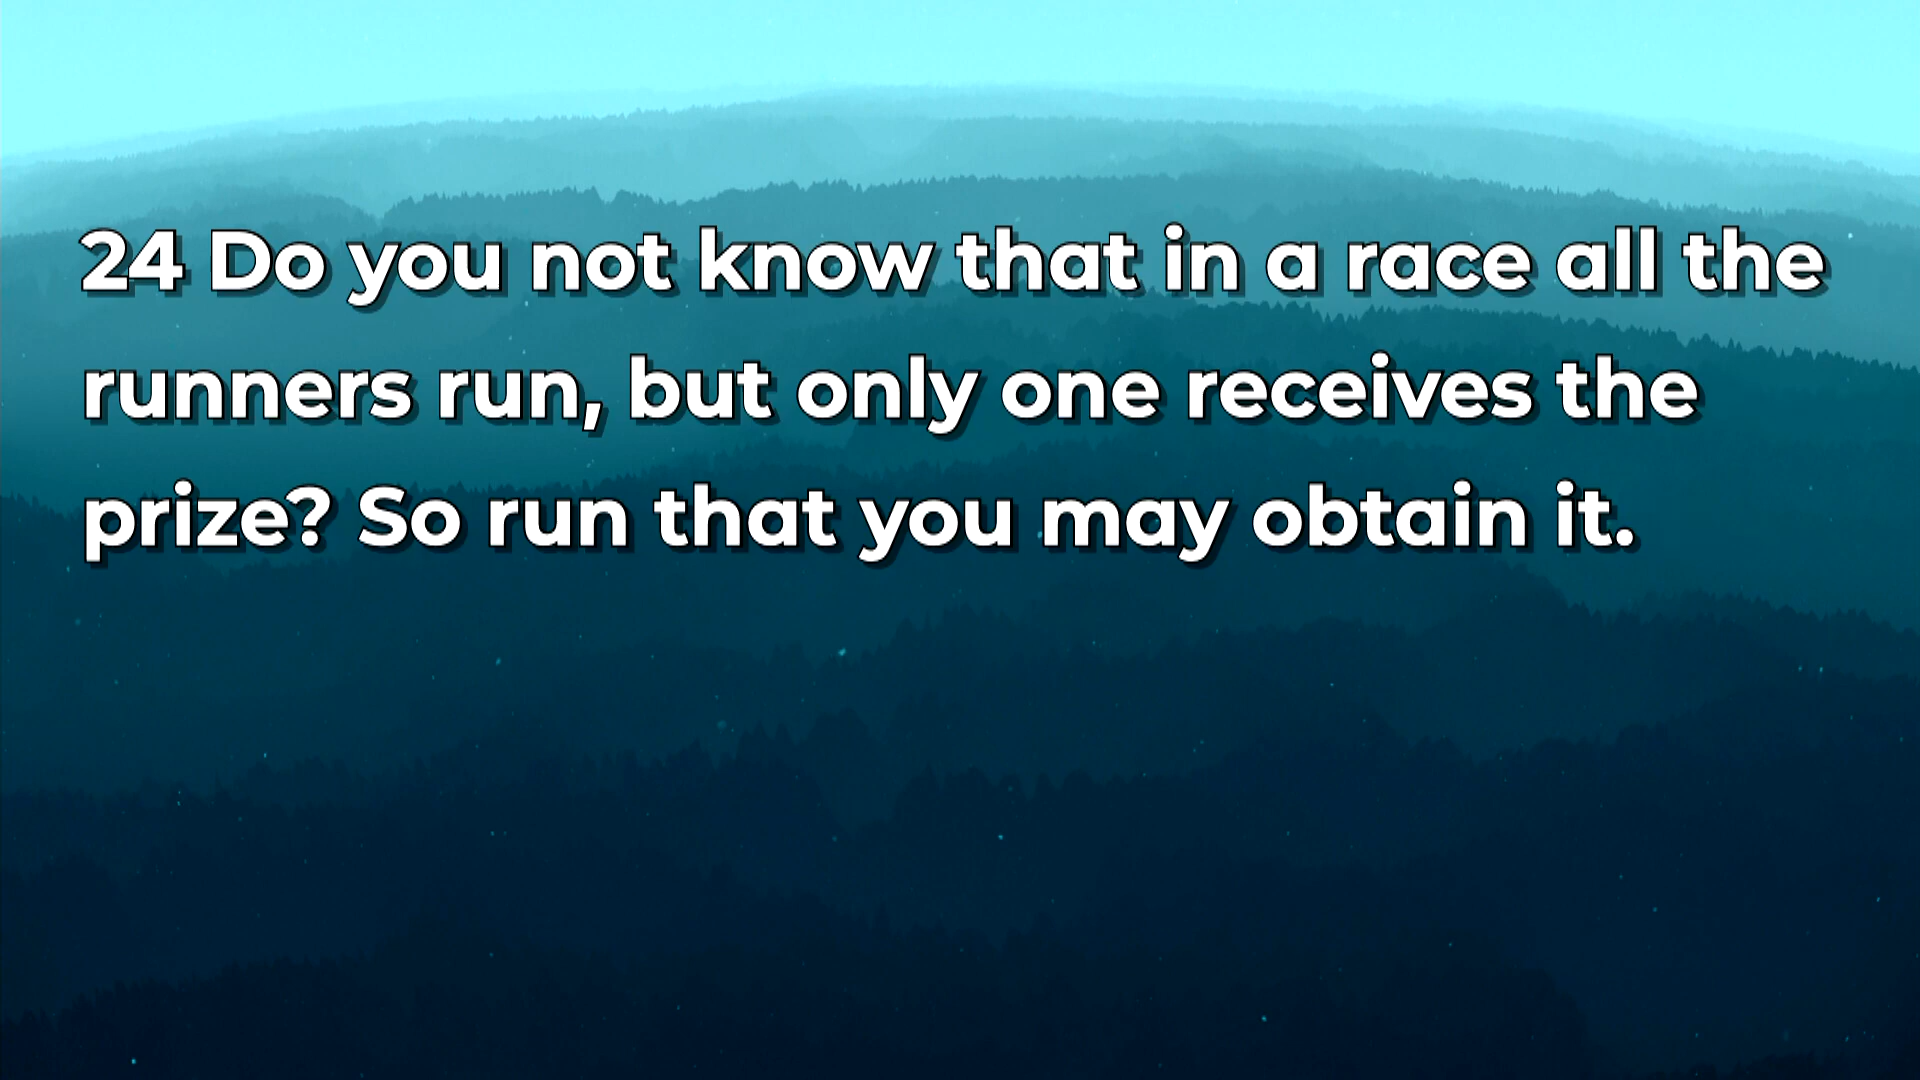 24 Do you not know that in a race all the
runners run, but only one receives the
prize? So run that you may obtain it.